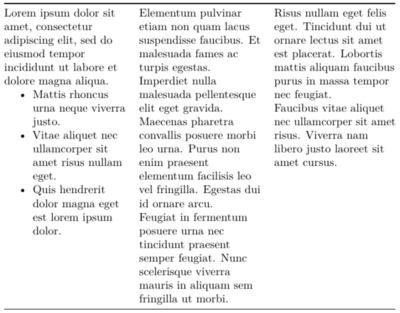 Lorem ipsum dolor sit
amet, consectetur
adipiscing elit, sed do
eiusmod tempor
incididunt ut labore et
dolore magna aliqua.
• Mattis rhoncus
urna neque viverra
justo.
• Vitae aliquet nec
ullamcorper sit
amet risus nullam
eget.
• Quis hendrerit
dolor magna eget
est lorem ipsum
dolor.
Elementum pulvinar
etiam non quam lacus
suspendisse faucibus. Et
malesuada fames ac
turpis egestas.
Imperdiet nulla
malesuada pellentesque
elit eget gravida.
Maecenas pharetra
convallis posuere morbi
leo urna. Purus non
enim praesent
elementum facilisis leo
vel fringilla. Egestas dui
id ornare arcu.
Feugiat in fermentum
posuere urna nec
tincidunt praesent
semper feugiat. Nunc
scelerisque viverra
mauris in aliquam sem
fringilla ut morbi.
Risus nullam eget felis
eget. Tincidunt dui ut
ornare lectus sit amet
est placerat. Lobortis
mattis aliquam faucibus
purus in massa tempor
nec feugiat.
Faucibus vitae aliquet
nec ullamcorper sit amet
risus. Viverra nam
libero justo laoreet sit
amet cursus.